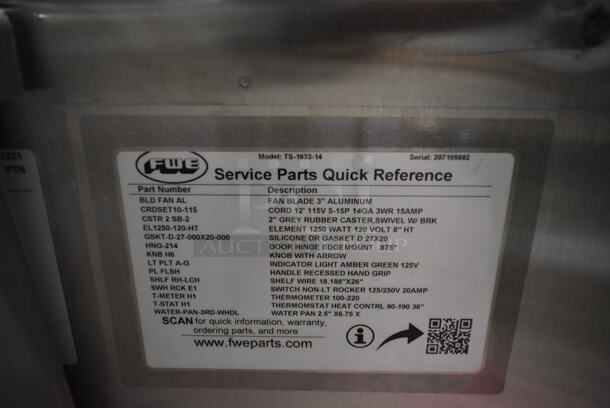 1221
PTN
FWE
Model: TS-1633-14
Serial: 207105602
Service Parts Quick Reference
Part Number Description
BLD FAN AL FAN BLADE 3" ALUMINUM
CRDSET10-115 CORD 12' 115V 5-15P 14GA 3WR 15AMP
CSTR 2 SB-2 2" GREY RUBBER CASTER,SWIVEL W/ BRK
EL1250-120-HT ELEMENT 1250 WATT 120 VOLT 8" HT
GSKT-D-27-000X20-000 SILICONE DR GASKET D 27X20
HNG-214 DOOR HINGE EDGEMOUNT .875"
KNB H6 KNOB WITH ARROW
LT PLT A-G INDICATOR LIGHT AMBER GREEN 125V
PL FLSH HANDLE RECESSED HAND GRIP
SHLF RH-LCH SHELF WIRE 18.188"X26"
SWH RCK E1 SWITCH NON-LT ROCKER 125/250V 20AMP
T-METER H1 THERMOMETER 100-220
T-STAT H1 THERMOMSTAT HEAT CONTRL 90-190 36"
WATER-PAN-3RD-WHDL WATER PAN 2.5" X6.75 X
SCAN for quick information, warranty,
ordering parts, and more
www.fweparts.com